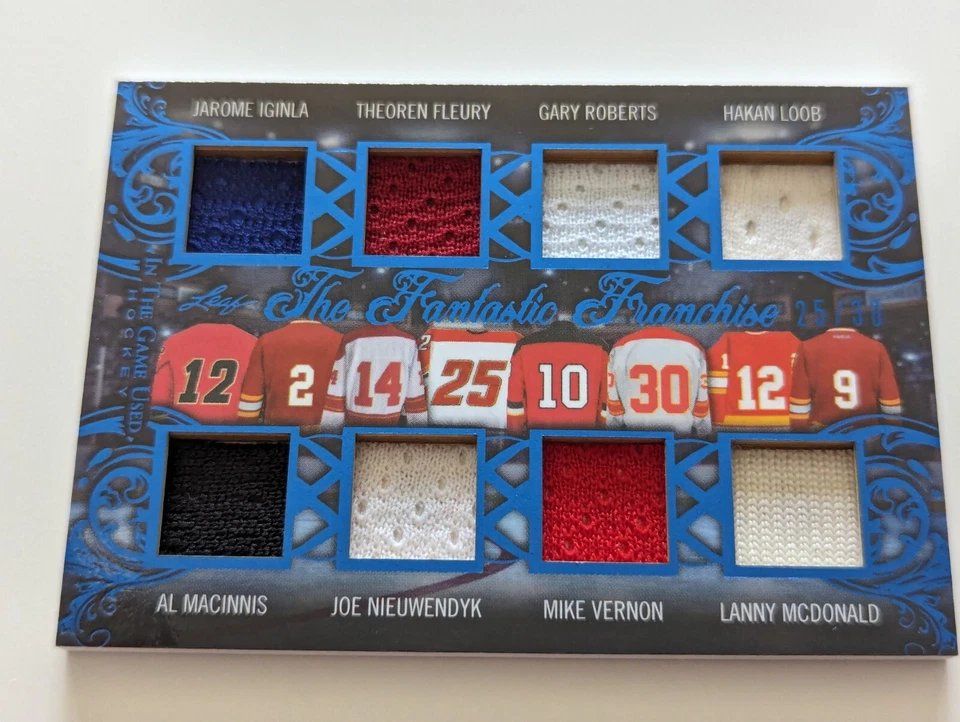 JAROME IGINLA THEOREN FLEURY GARY ROBERTS HAKAN LOOB
Leaf The Fantastic Franchise 25/30
IN THE GAME USED
HOCKEY
12 2 14 25 10 30 12 9
AL MACINNIS JOE NIEUWENDYK MIKE VERNON LANNY MCDONALD